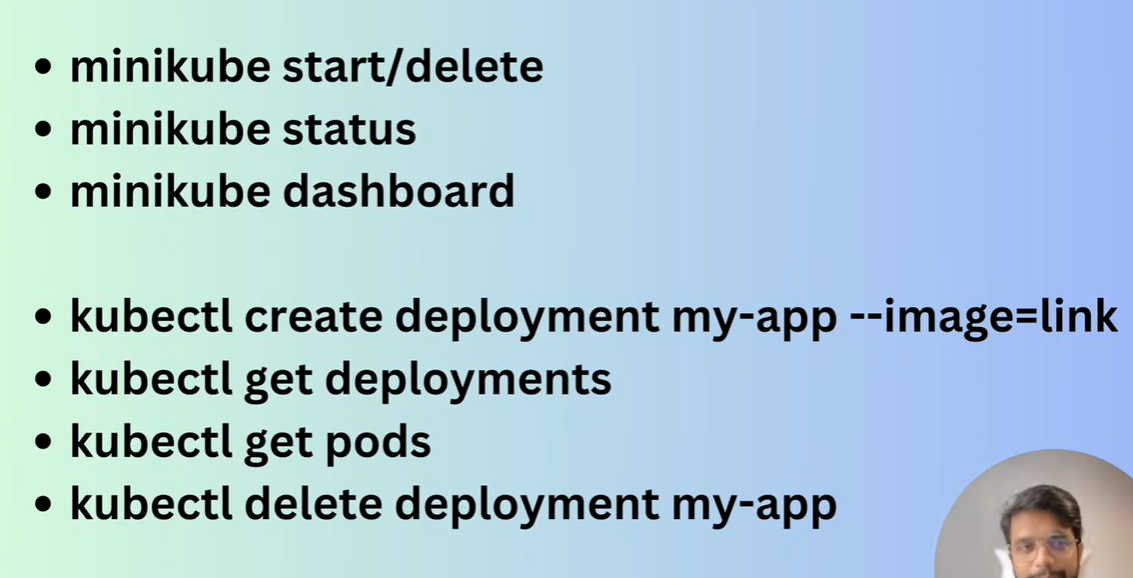 • minikube start/delete
• minikube status
• minikube dashboard
• kubectl create deployment my-app --image=link
• kubectl get deployments
• kubectl get pods
• kubectl delete deployment my-app